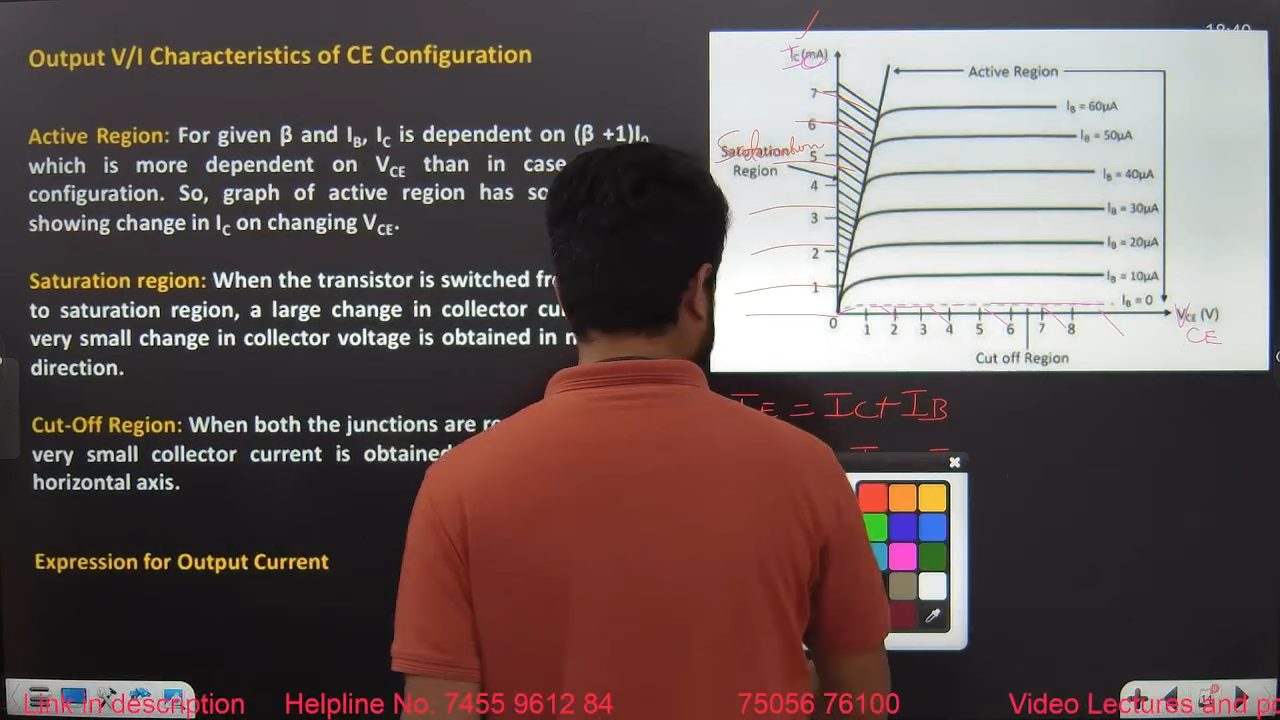 Output V/I Characteristics of CE Configuration
Active Region: For given β and IB, IC is dependent on (β +1)I
which is more dependent on VCE than in case
configuration. So, graph of active region has
showing change in IC on changing VCE.
Saturation region: When the transistor is switched
to saturation region, a large change in collector
very small change in collector voltage is obtained in
direction.
Cut-Off Region: When both the junctions are
very small collector current is obtained
horizontal axis.
Expression for Output Current
IC(mA)
Active Region
7
6
5
4
3
2
1
0
IB = 60μA
IB = 50μA
IB = 40μA
IB = 30μA
IB = 20μA
IB = 10μA
IB = 0
Saturation
Region
1 2 3 4 5 6 7 8
VCE (V)
CE
Cut off Region
IE = IC + IB
Link in description Helpline No. 7455 9612 84 75056 76100 Video Lectures and